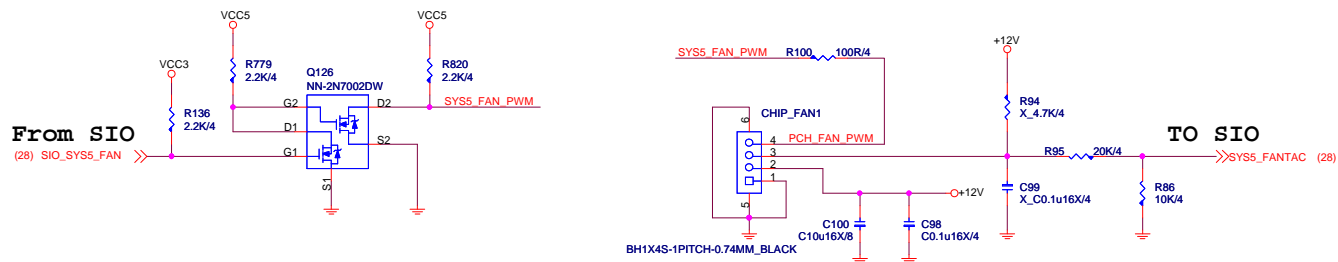 VCC5
VCC5
VCC3
R779
2.2K/4
R820
2.2K/4
Q126
NN-2N7002DW
R136
2.2K/4
G2
D2
SYS5_FAN_PWM
D1
S2
From SIO
(28) SIO_SYS5_FAN
G1
S1
SYS5_FAN_PWM
R100
100R/4
+12V
R94
X_4.7K/4
CHIP_FAN1
6
4
PCH_FAN_PWM
3
2
1
5
TO SIO
R95
20K/4
SYS5_FANTAC (28)
C99
X_C0.1u16X/4
R86
10K/4
+12V
C100
C10u16X/8
C98
C0.1u16X/4
BH1X4S-1PITCH-0.74MM_BLACK